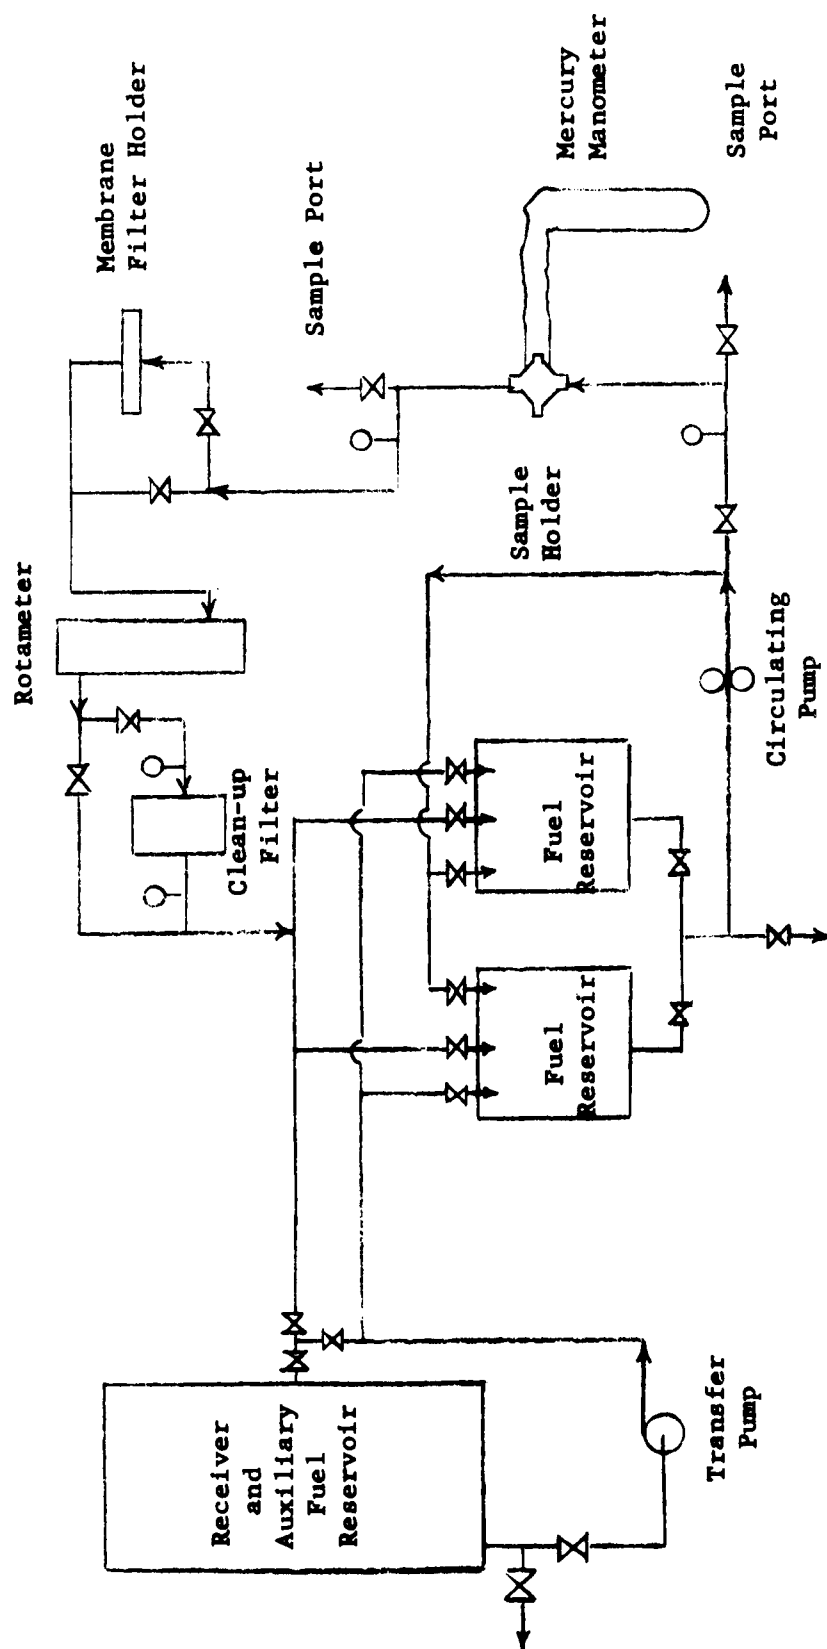 Rotameter
Membrane
Filter Holder
Clean-up
Filter
Sample Port
Receiver
and
Auxiliary
Fuel
Reservoir
Fuel
Reservoir
Fuel
Reservoir
Sample
Holder
Mercury
Manometer
Transfer
Pump
Circulating
Pump
Sample
Port